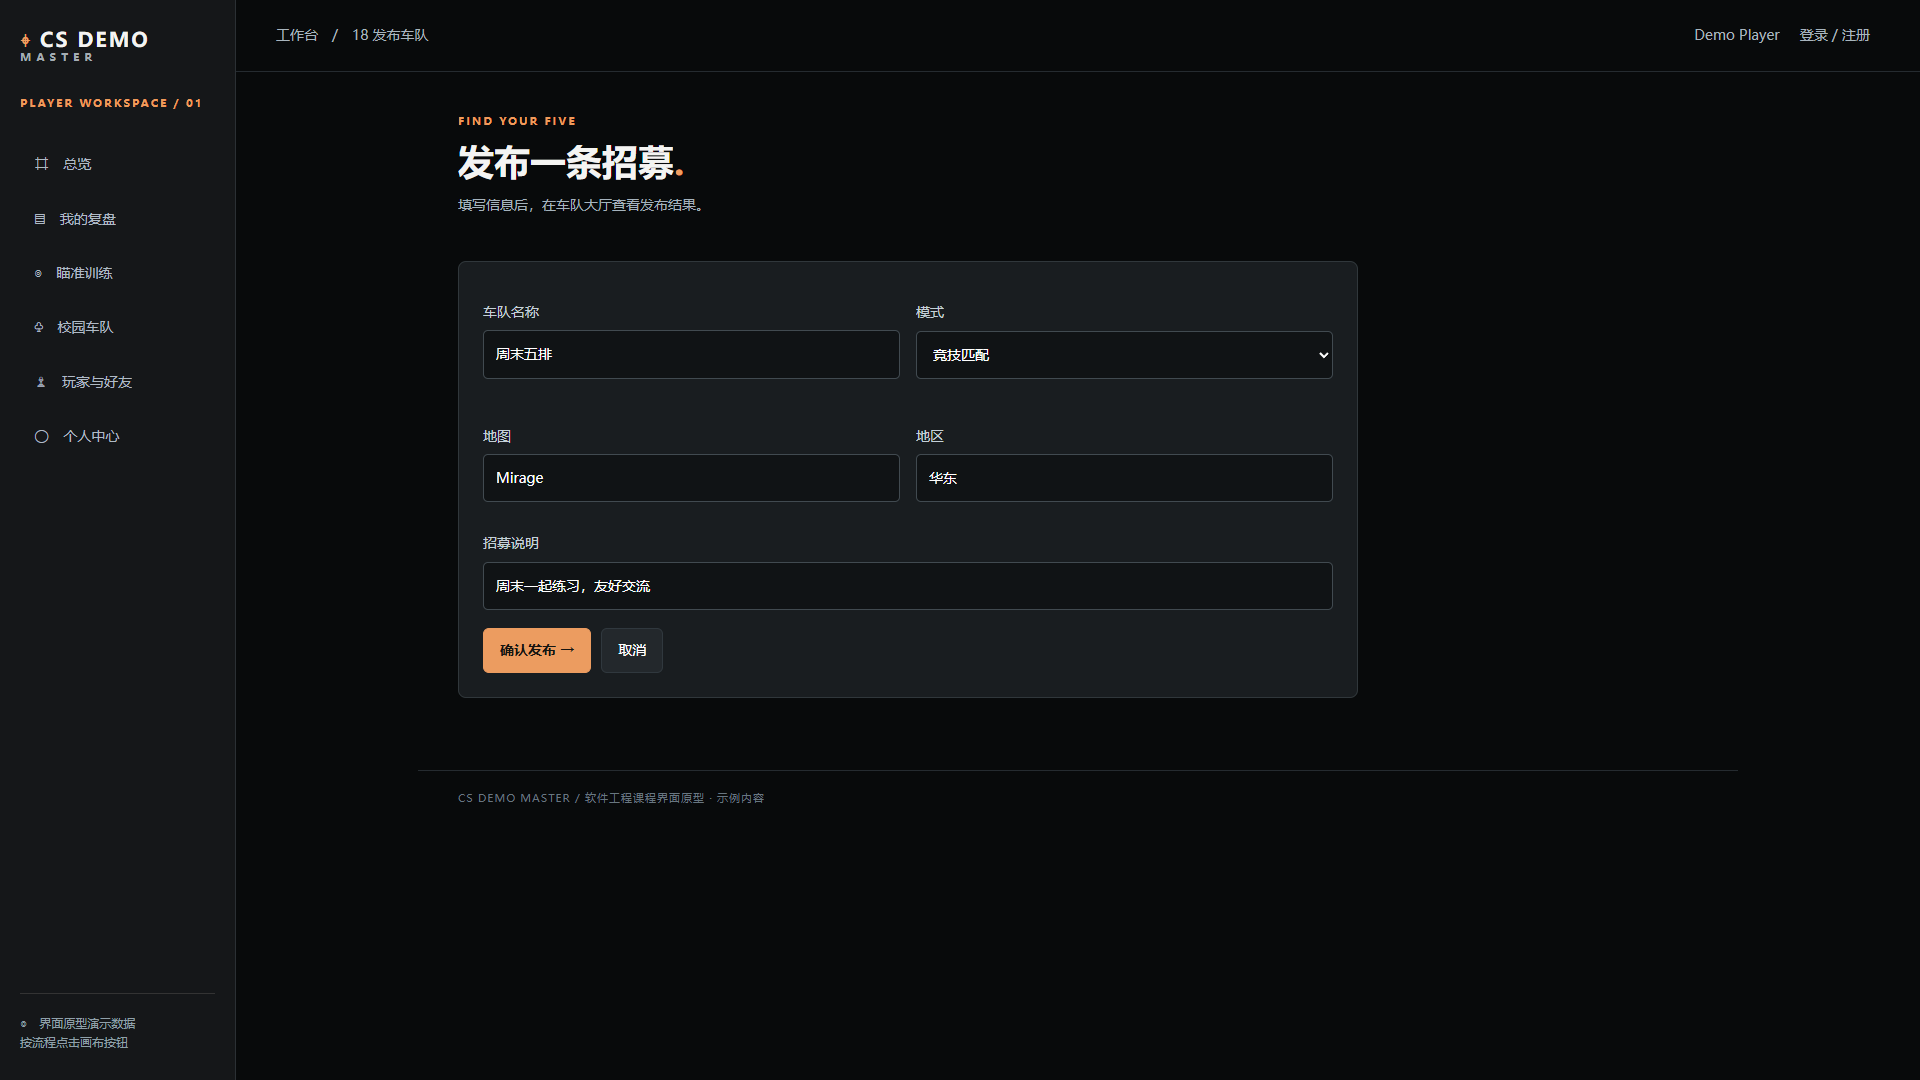 CS DEMO
MASTER
PLAYER WORKSPACE / 01
总览
我的复盘
瞄准训练
校园车队
玩家与好友
个人中心
界面原型演示数据
按流程点击画布按钮
工作台 / 18 发布车队
Demo Player 登录 / 注册
FIND YOUR FIVE
发布一条招募.
填写信息后，在车队大厅查看发布结果。
车队名称 模式
周末五排 竞技匹配
地图 地区
Mirage 华东
招募说明
周末一起练习，友好交流
确认发布 → 取消
CS DEMO MASTER / 软件工程课程界面原型 · 示例内容